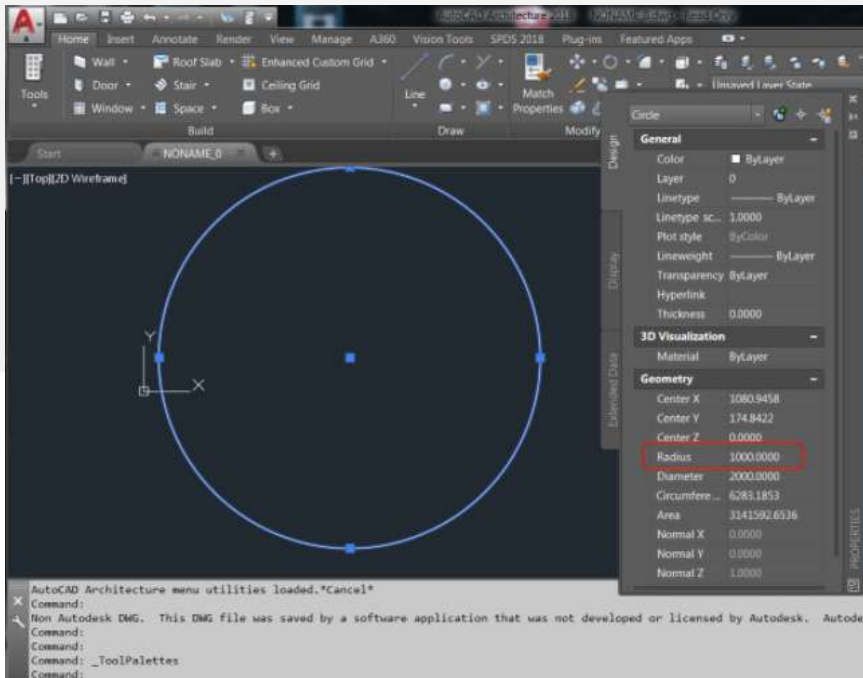 AutoCAD Architecture 2018 NONAME_0.dwg - Read Only
Home Insert Annotate Render View Manage A360 Vision Tools SPDS 2018 Plug-ins Featured Apps
Tools
Wall
Roof Slab
Enhanced Custom Grid
Door
Stair
Ceiling Grid
Window
Space
Box
Build
Line
Draw
Match
Properties
Modify
Unsaved Layer State
Start
NONAME_0
[−][Top][2D Wireframe]
Y
X
Circle
Design
Display
Extended Data
PROPERTIES
General
Color ByLayer
Layer 0
Linetype ByLayer
Linetype sc... 1.0000
Plot style ByColor
Lineweight ByLayer
Transparency ByLayer
Hyperlink
Thickness 0.0000
3D Visualization
Material ByLayer
Geometry
Center X 1080.9458
Center Y 174.8422
Center Z 0.0000
Radius 1000.0000
Diameter 2000.0000
Circumfere... 6283.1853
Area 3141592.6536
Normal X 0.0000
Normal Y 0.0000
Normal Z 1.0000
AutoCAD Architecture menu utilities loaded.*Cancel*
Command:
Non Autodesk DWG. This DWG file was saved by a software application that was not developed or licensed by Autodesk. Autode
Command:
Command:
Command: _ToolPalettes
Command: